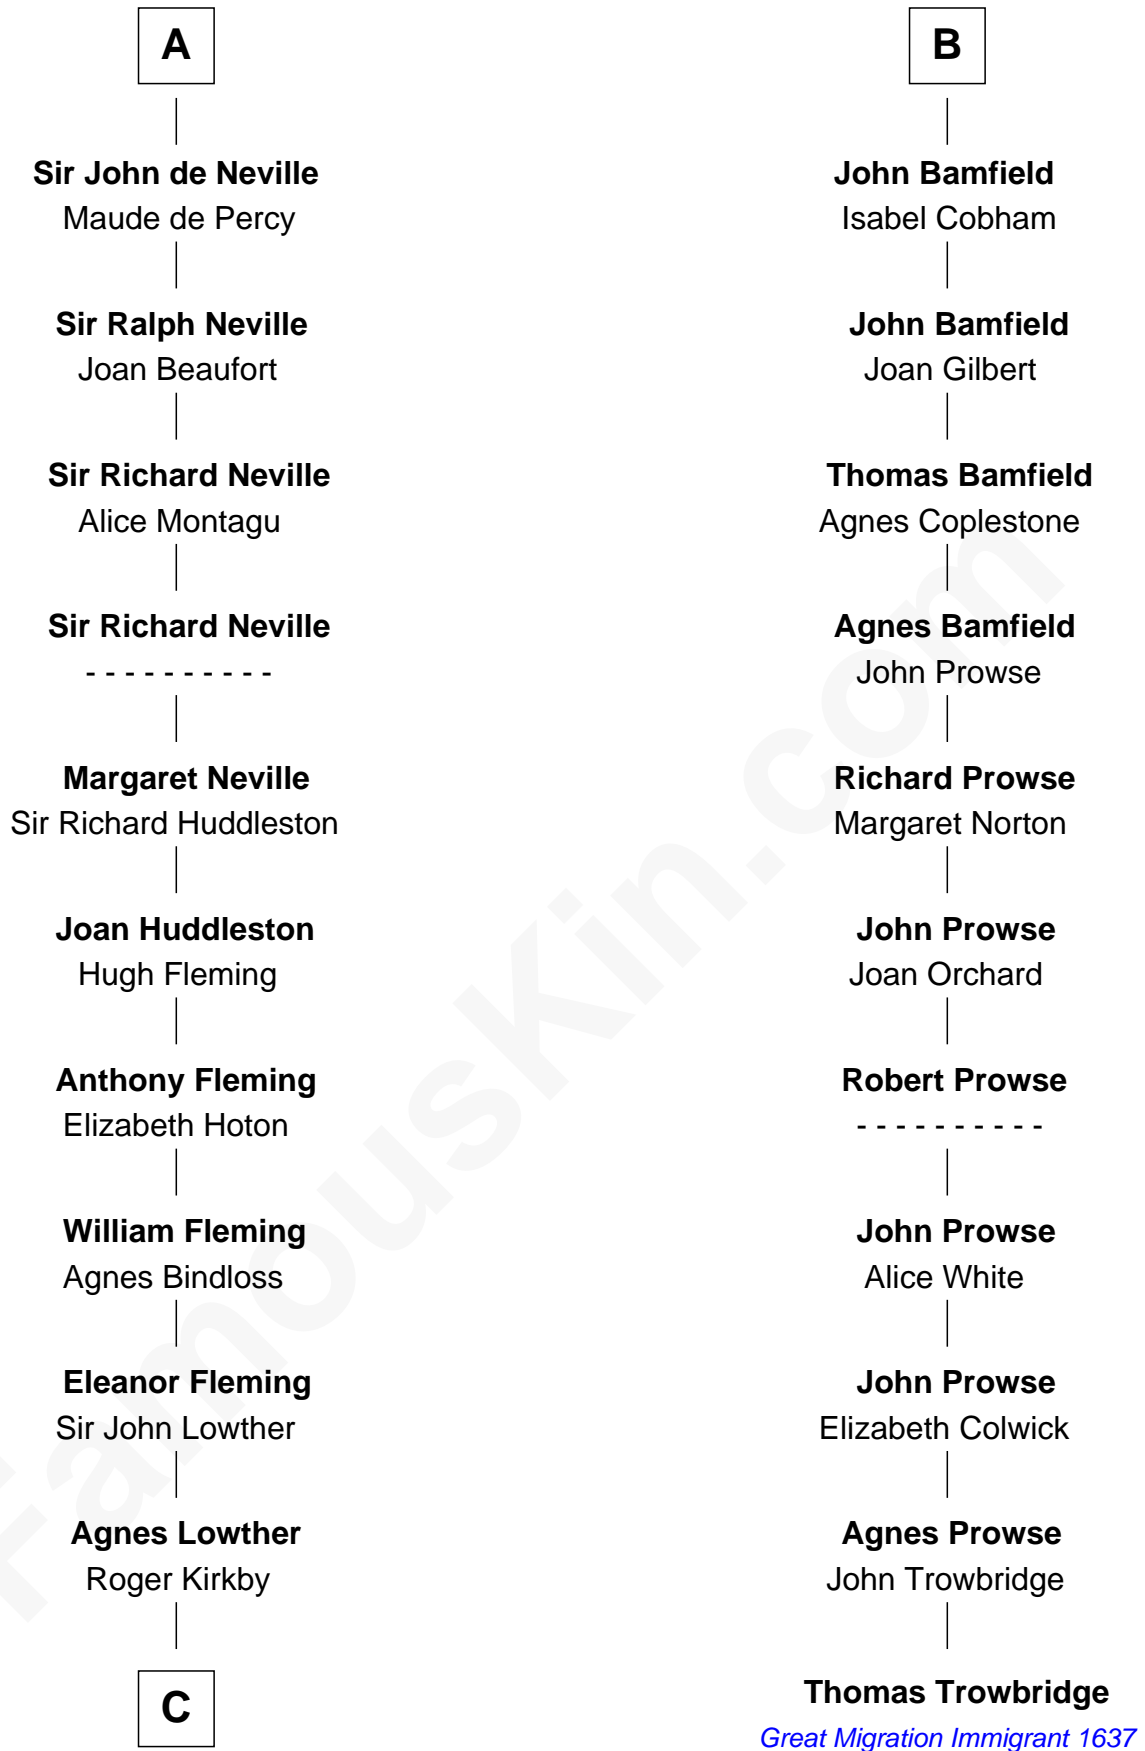 A
Sir John de Neville
Maude de Percy
Sir Ralph Neville
Joan Beaufort
Sir Richard Neville
Alice Montagu
Sir Richard Neville
- - - - - - - - - -
Margaret Neville
Sir Richard Huddleston
Joan Huddleston
Hugh Fleming
Anthony Fleming
Elizabeth Hoton
William Fleming
Agnes Bindloss
Eleanor Fleming
Sir John Lowther
Agnes Lowther
Roger Kirkby
C
B
John Bamfield
Isabel Cobham
John Bamfield
Joan Gilbert
Thomas Bamfield
Agnes Coplestone
Agnes Bamfield
John Prowse
Richard Prowse
Margaret Norton
John Prowse
Joan Orchard
Robert Prowse
- - - - - - - - - -
John Prowse
Alice White
John Prowse
Elizabeth Colwick
Agnes Prowse
John Trowbridge
Thomas Trowbridge
Great Migration Immigrant 1637
FamousKin.com